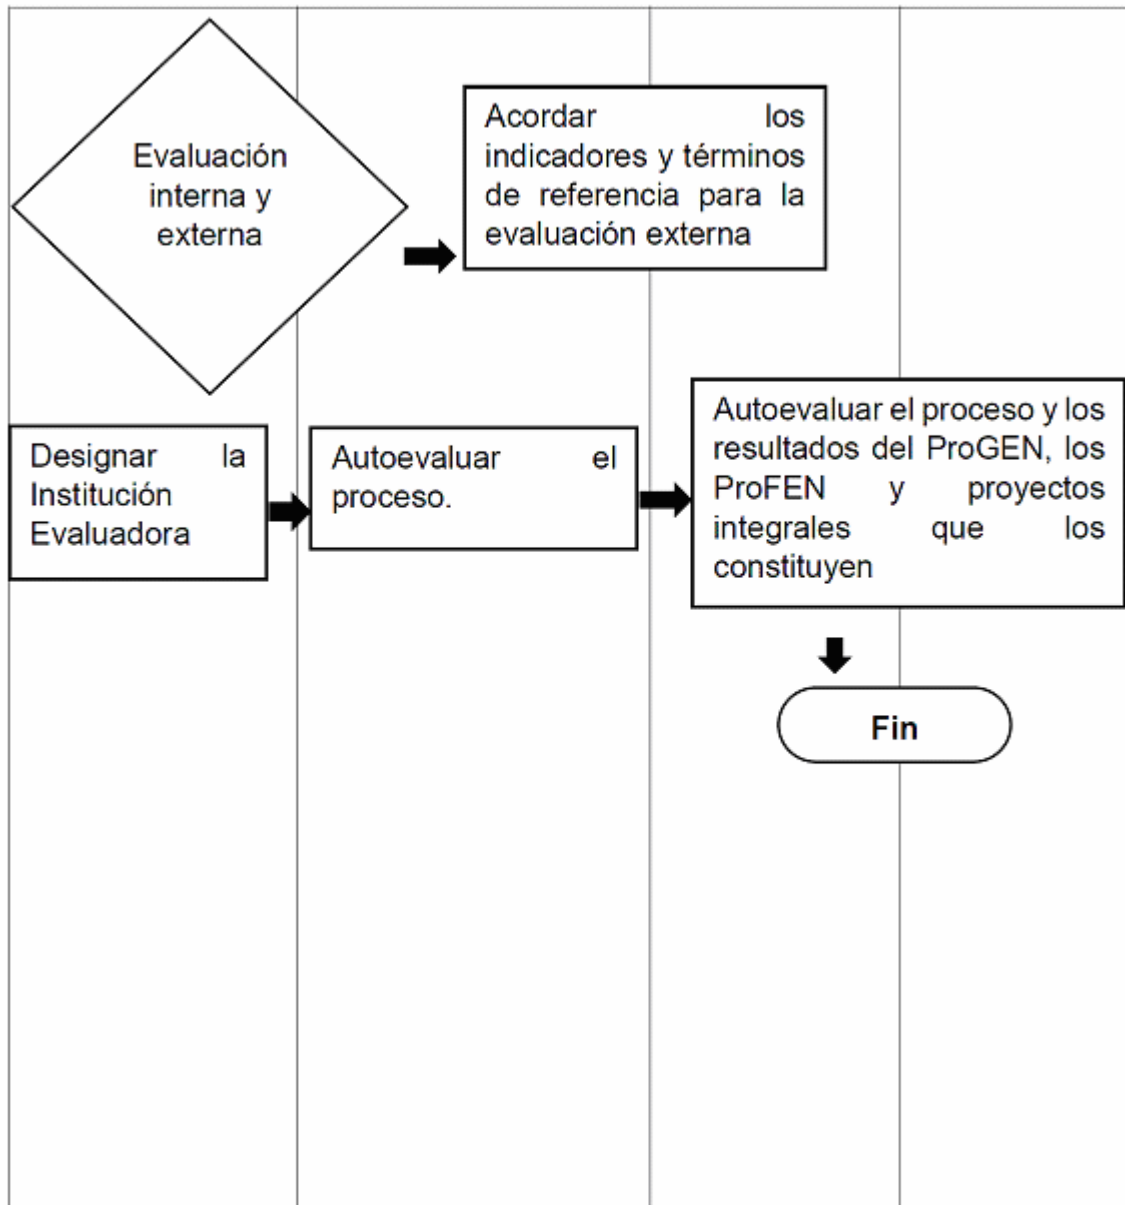 Evaluación
interna y
externa
Acordar los
indicadores y términos
de referencia para la
evaluación externa
Designar la
Institución
Evaluadora
Autoevaluar el
proceso.
Autoevaluar el proceso y los
resultados del ProGEN, los
ProFEN y proyectos
integrales que los
constituyen
Fin